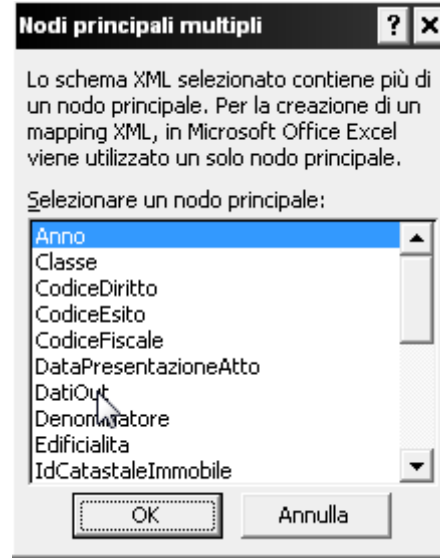 Nodi principali multipli
Lo schema XML selezionato contiene più di
un nodo principale. Per la creazione di un
mapping XML, in Microsoft Office Excel
viene utilizzato un solo nodo principale.
Selezionare un nodo principale:
Anno
Classe
CodiceDiritto
CodiceEsito
CodiceFiscale
DataPresentazioneAtto
DatiOut
Denominatore
Edificialita
IdCatastaleImmobile
OK Annulla